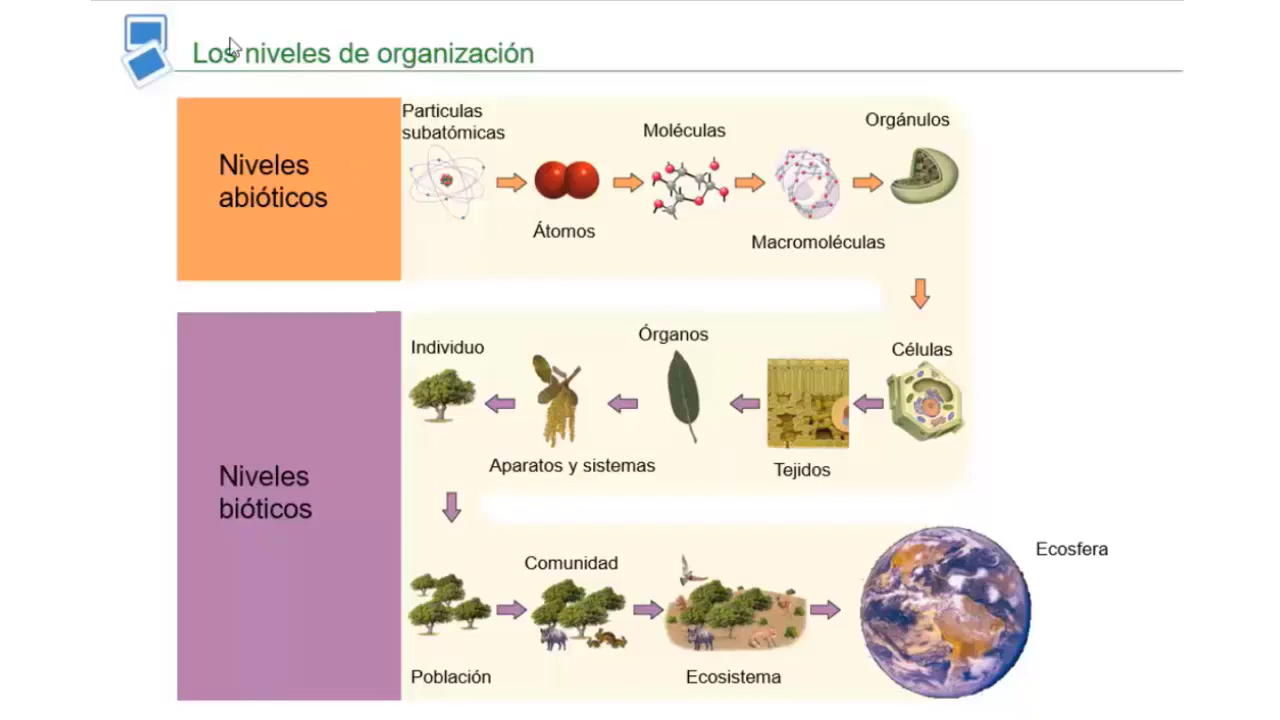 Los niveles de organización
Niveles
abióticos
Particulas
subatómicas
Átomos
Moléculas
Macromoléculas
Orgánulos
Niveles
bióticos
Células
Tejidos
Órganos
Aparatos y sistemas
Individuo
Población
Comunidad
Ecosistema
Ecosfera